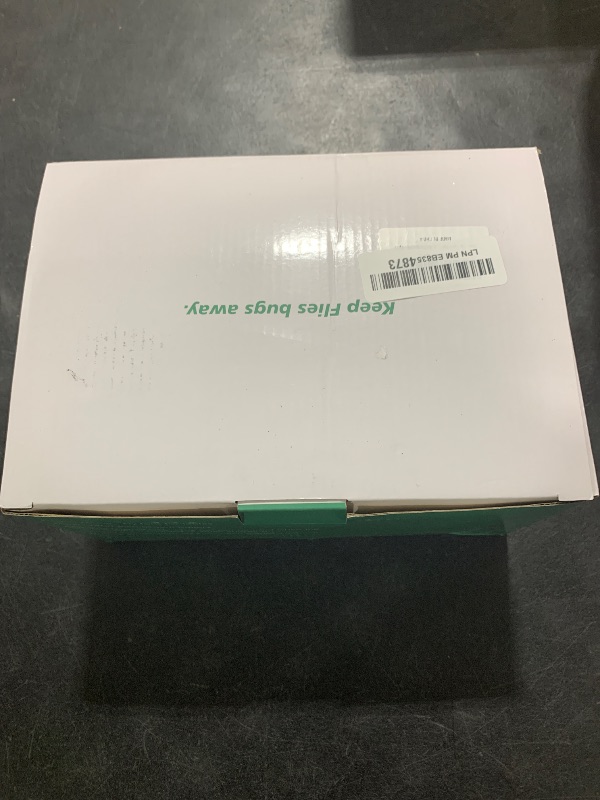 Keep Flies bugs away.
LPN PM EB8354873